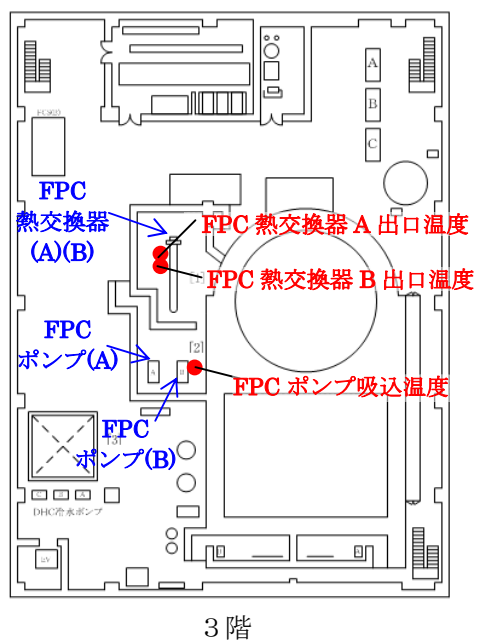 A
B
C
FPC
熱交換器
(A)(B)
FPC 熱交換器 A 出口温度
[1]
FPC 熱交換器 B 出口温度
FPC
ポンプ(A)
[2]
A
B
FPC ポンプ吸込温度
FPC
ポンプ(B)
[3]
C B A
DHC冷水ポンプ
3階